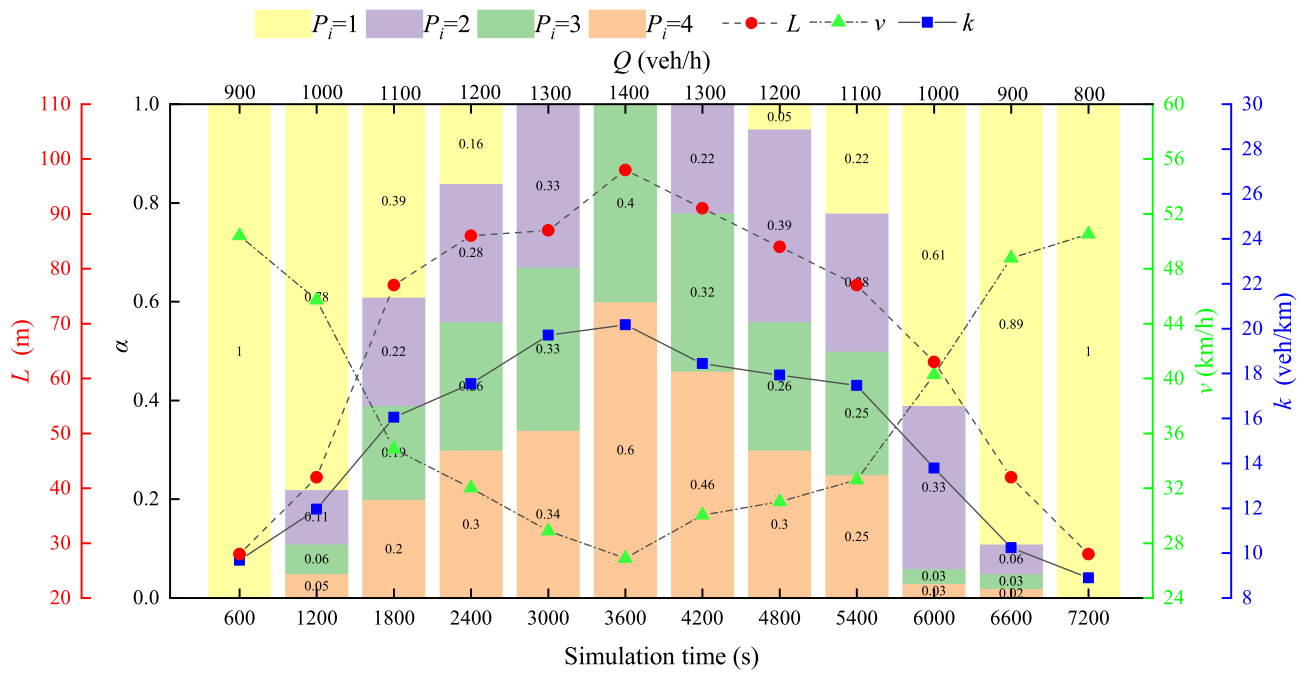 Pi=1 Pi=2 Pi=3 Pi=4 L v k
Q (veh/h)
900 1000 1100 1200 1300 1400 1300 1200 1100 1000 900 800
110 100 90 80 70 60 50 40 30 20
L (m)
1.0 0.8 0.6 0.4 0.2 0.0
α
60 56 52 48 44 40 36 32 28 24
v (km/h)
30 28 26 24 22 20 18 16 14 12 10 8
k (veh/km)
1
0.78 0.11 0.06 0.05
0.39 0.22 0.19 0.2
0.16 0.28 0.26 0.3
0.33 0.33 0.34
0.4 0.6
0.22 0.32 0.46
0.05 0.39 0.26 0.3
0.22 0.28 0.25 0.25
0.61 0.33 0.03 0.03
0.89 0.06 0.03 0.02
1
600 1200 1800 2400 3000 3600 4200 4800 5400 6000 6600 7200
Simulation time (s)